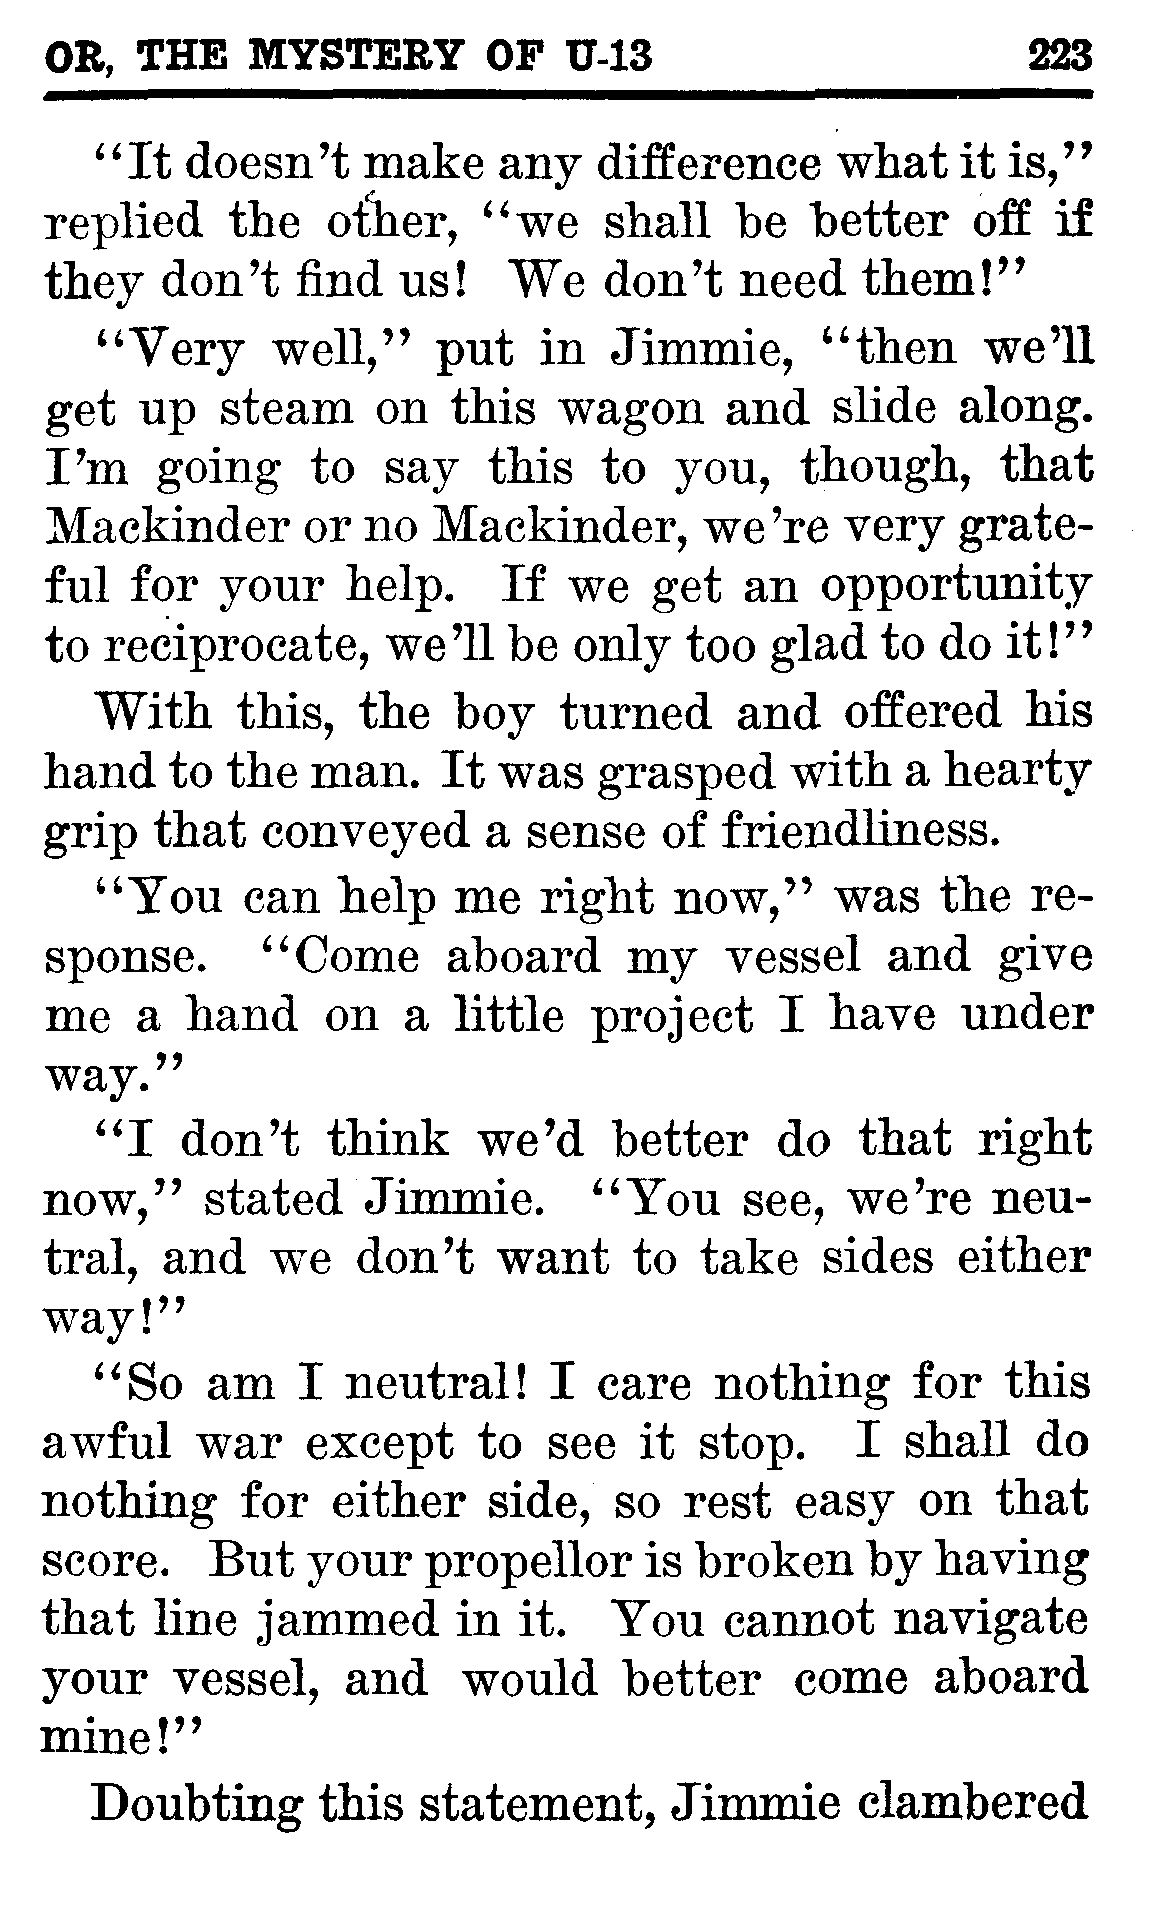 OR, THE MYSTERY OF U-13 223
“It doesn’t make any difference what it is,”
replied the other, “we shall be better off if
they don’t find us! We don’t need them!”
“Very well,” put in Jimmie, “then we’ll
get up steam on this wagon and slide along.
I’m going to say this to you, though, that
Mackinder or no Mackinder, we’re very grate-
ful for your help. If we get an opportunity
to reciprocate, we’ll be only too glad to do it!”
With this, the boy turned and offered his
hand to the man. It was grasped with a hearty
grip that conveyed a sense of friendliness.
“You can help me right now,” was the re-
sponse. “Come aboard my vessel and give
me a hand on a little project I have under
way.”
“I don’t think we’d better do that right
now,” stated Jimmie. “You see, we’re neu-
tral, and we don’t want to take sides either
way!”
“So am I neutral! I care nothing for this
awful war except to see it stop. I shall do
nothing for either side, so rest easy on that
score. But your propellor is broken by having
that line jammed in it. You cannot navigate
your vessel, and would better come aboard
mine!”
Doubting this statement, Jimmie clambered